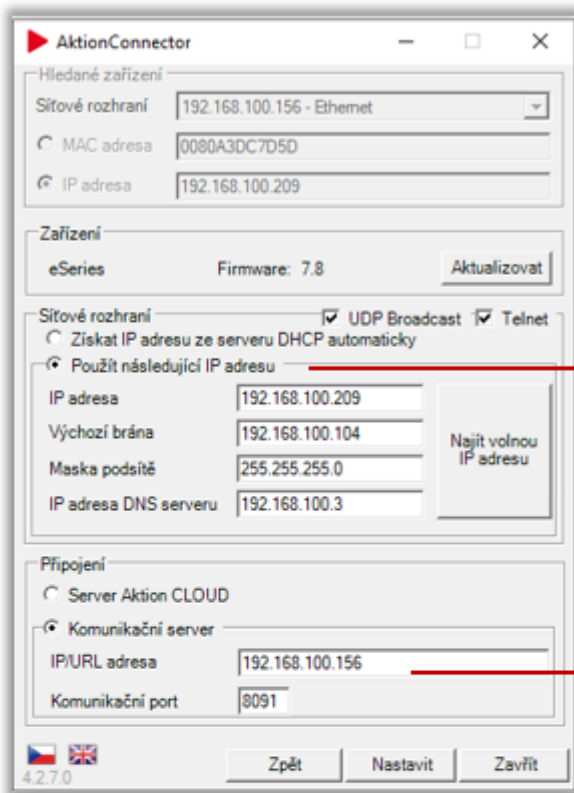 AktionConnector
Hledané zařízení
Síťové rozhraní 192.168.100.156 - Ethernet
MAC adresa 0080A3DC7D5D
IP adresa 192.168.100.209
Zařízení
eSeries Firmware: 7.8 Aktualizovat
Síťové rozhraní UDP Broadcast Telnet
Získat IP adresu ze serveru DHCP automaticky
Použít následující IP adresu
IP adresa 192.168.100.209
Výchozí brána 192.168.100.104
Maska podsítě 255.255.255.0
IP adresa DNS serveru 192.168.100.3
Najít volnou
IP adresu
Připojení
Server Aktion CLOUD
Komunikační server
IP/URL adresa 192.168.100.156
Komunikační port 8091
4.2.7.0
Zpět Nastavit Zavřít